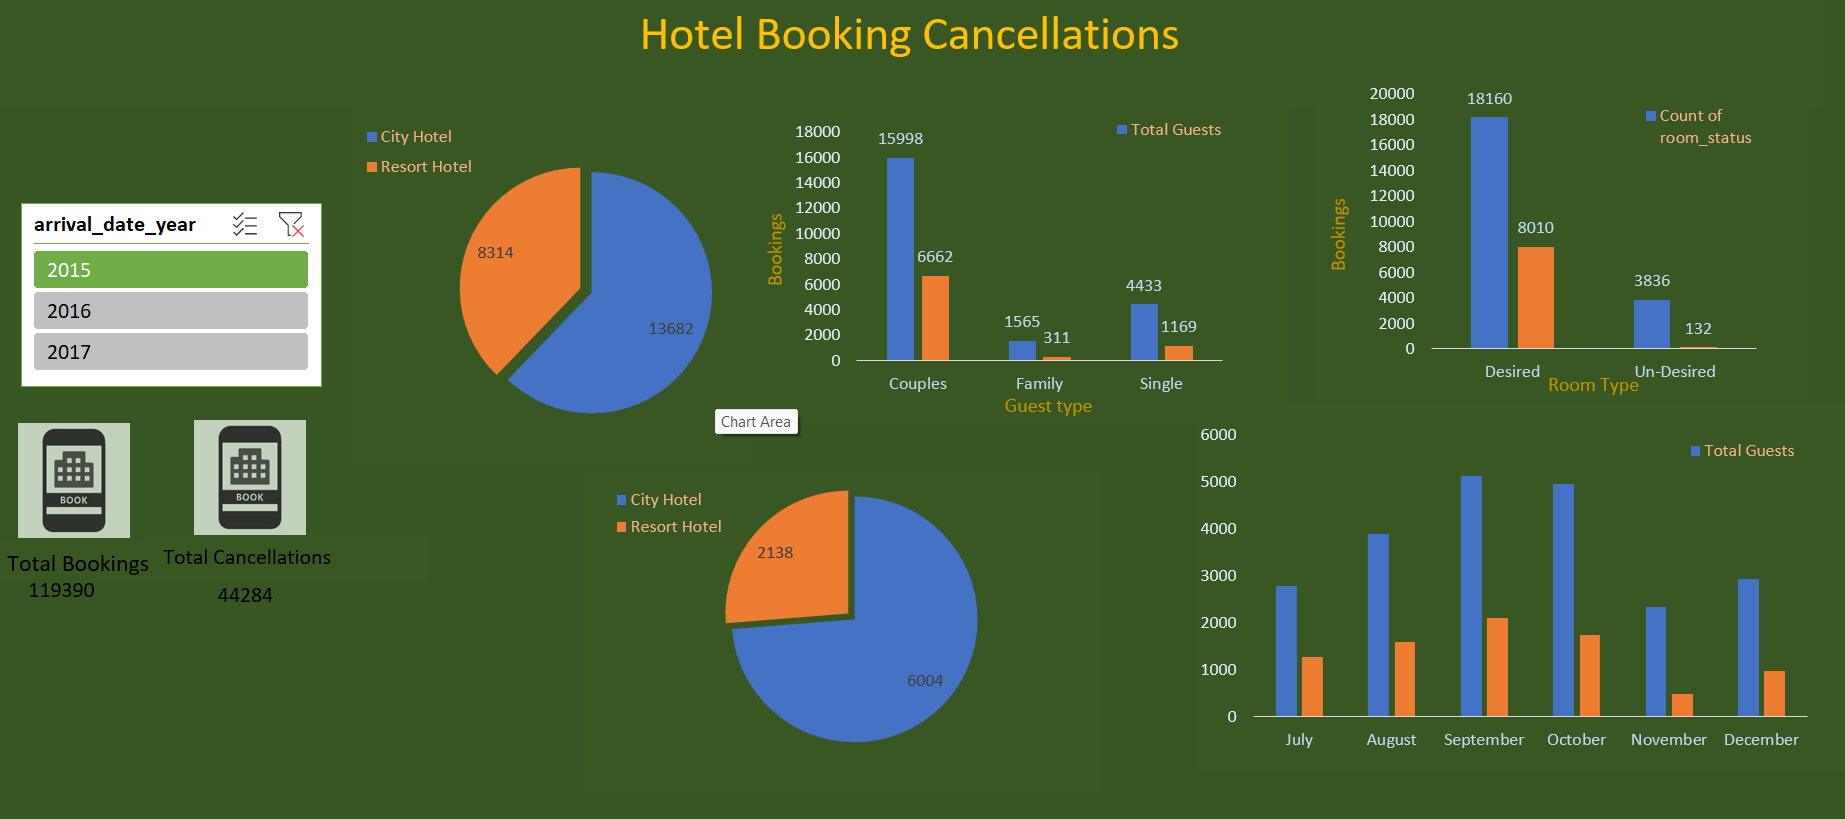 Hotel Booking Cancellations
arrival_date_year
2015
2016
2017
BOOK
BOOK
Total Bookings
119390
Total Cancellations
44284
City Hotel
Resort Hotel
8314
13682
18000
16000
14000
12000
10000
8000
6000
4000
2000
0
Bookings
15998
6662
1565
311
4433
1169
Total Guests
Couples
Family
Single
Guest type
20000
18000
16000
14000
12000
10000
8000
6000
4000
2000
0
Bookings
18160
8010
3836
132
Count of
room_status
Desired
Un-Desired
Room Type
Chart Area
City Hotel
Resort Hotel
2138
6004
6000
5000
4000
3000
2000
1000
0
Total Guests
July
August
September
October
November
December